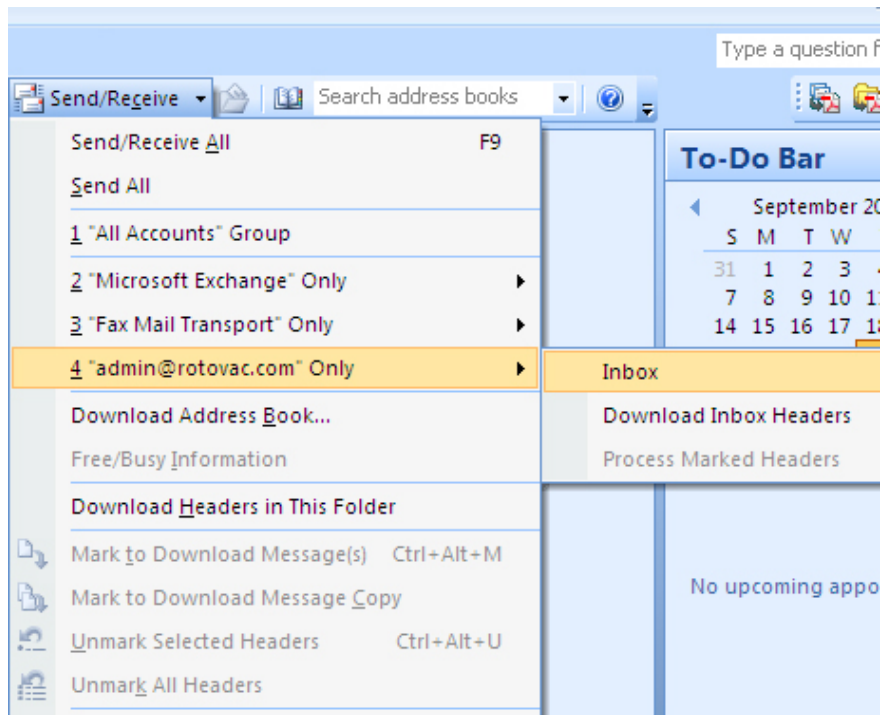 Type a question f
Send/Receive
Search address books
Send/Receive All F9
Send All
1 "All Accounts" Group
2 "Microsoft Exchange" Only
3 "Fax Mail Transport" Only
4 "admin@rotovac.com" Only
Inbox
Download Inbox Headers
Process Marked Headers
Download Address Book...
Free/Busy Information
Download Headers in This Folder
Mark to Download Message(s) Ctrl+Alt+M
Mark to Download Message Copy
Unmark Selected Headers Ctrl+Alt+U
Unmark All Headers
To-Do Bar
September 20
S M T W
31 1 2 3
7 8 9 10 11
14 15 16 17 18
No upcoming appo